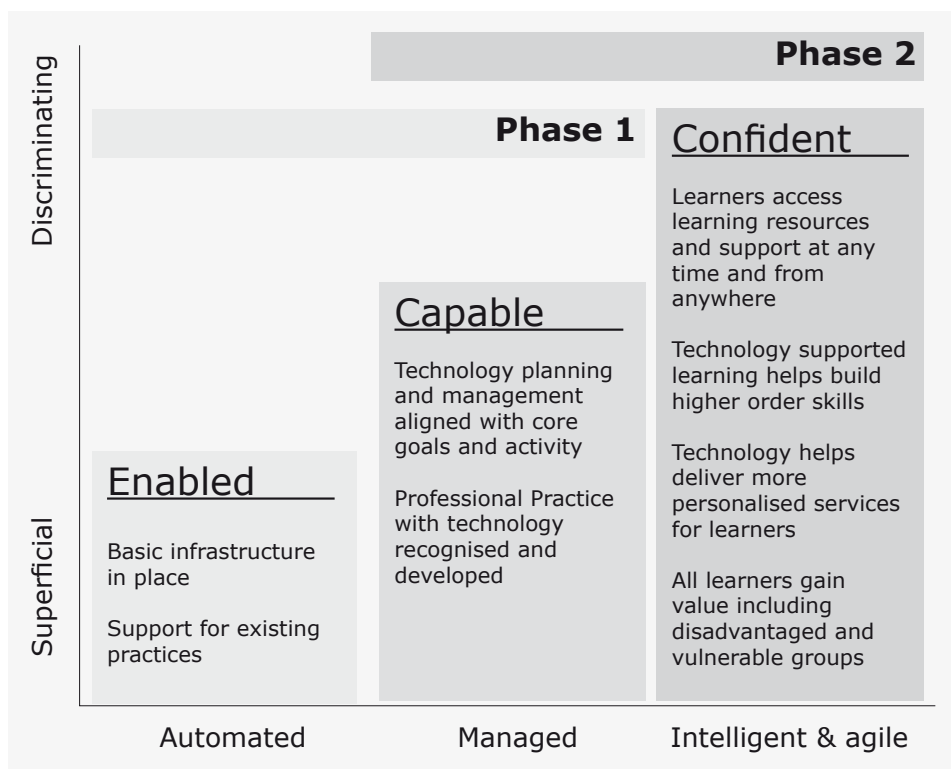 Discriminating
Superficial
Phase 2
Phase 1
Enabled
Basic infrastructure
in place
Support for existing
practices
Capable
Technology planning
and management
aligned with core
goals and activity
Professional Practice
with technology
recognised and
developed
Confident
Learners access
learning resources
and support at any
time and from
anywhere
Technology supported
learning helps build
higher order skills
Technology helps
deliver more
personalised services
for learners
All learners gain
value including
disadvantaged and
vulnerable groups
Automated
Managed
Intelligent & agile